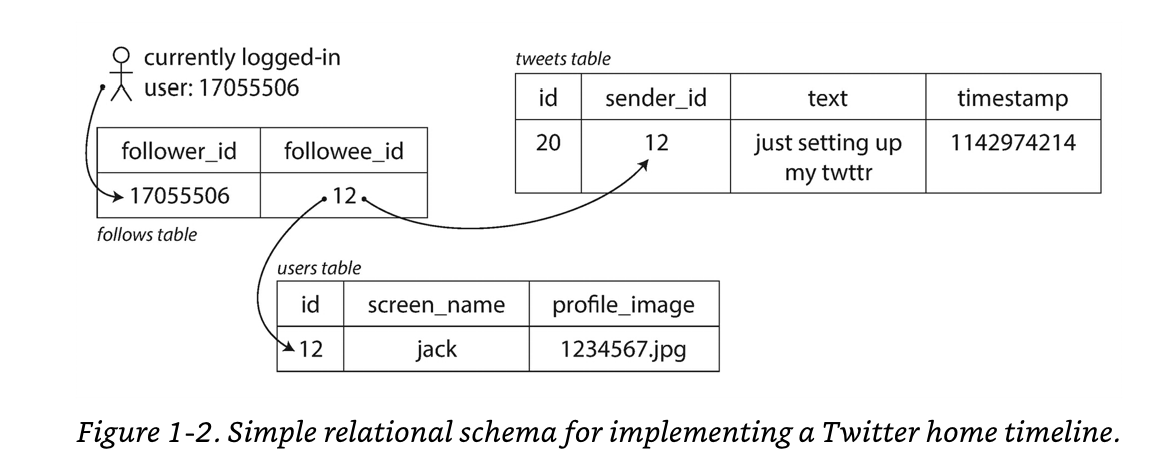 currently logged-in
user: 17055506
follower_id followee_id
17055506 12
follows table
tweets table
id sender_id text timestamp
20 12 just setting up 1142974214
my twttr
users table
id screen_name profile_image
12 jack 1234567.jpg
Figure 1-2. Simple relational schema for implementing a Twitter home timeline.